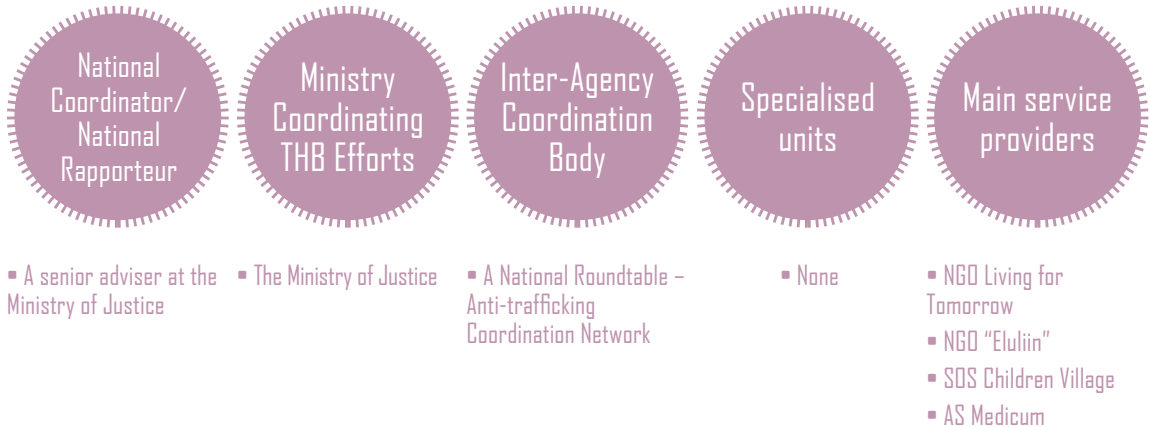 National
Coordinator/
National
Rapporteur
Ministry
Coordinating
THB Efforts
Inter-Agency
Coordination
Body
Specialised
units
Main service
providers
▪ A senior adviser at the
Ministry of Justice
▪ The Ministry of Justice
▪ A National Roundtable –
Anti-trafficking
Coordination Network
▪ None
▪ NGO Living for
Tomorrow
▪ NGO “Eluliin”
▪ SOS Children Village
▪ AS Medicum